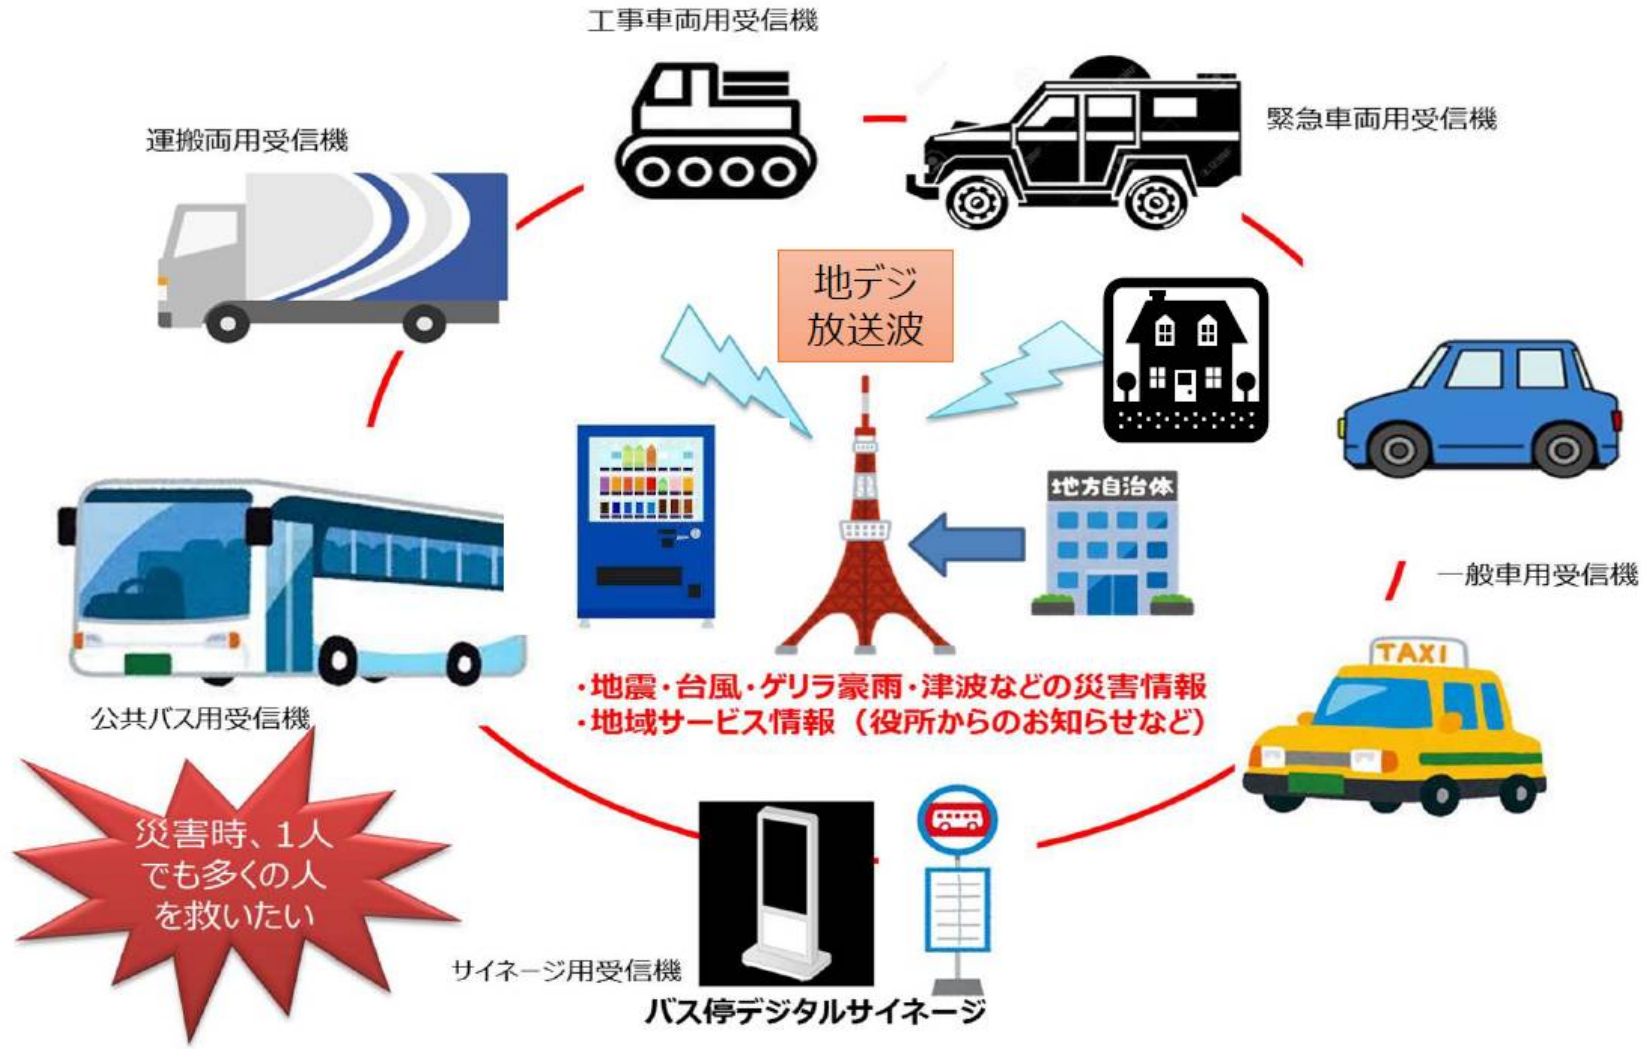 工事車両用受信機
緊急車両用受信機
運搬両用受信機
地デジ
放送波
地方自治体
一般車用受信機
TAXI
・地震・台風・ゲリラ豪雨・津波などの災害情報
・地域サービス情報（役所からのお知らせなど）
公共バス用受信機
災害時、1人
でも多くの人
を救いたい
サイネージ用受信機
バス停デジタルサイネージ